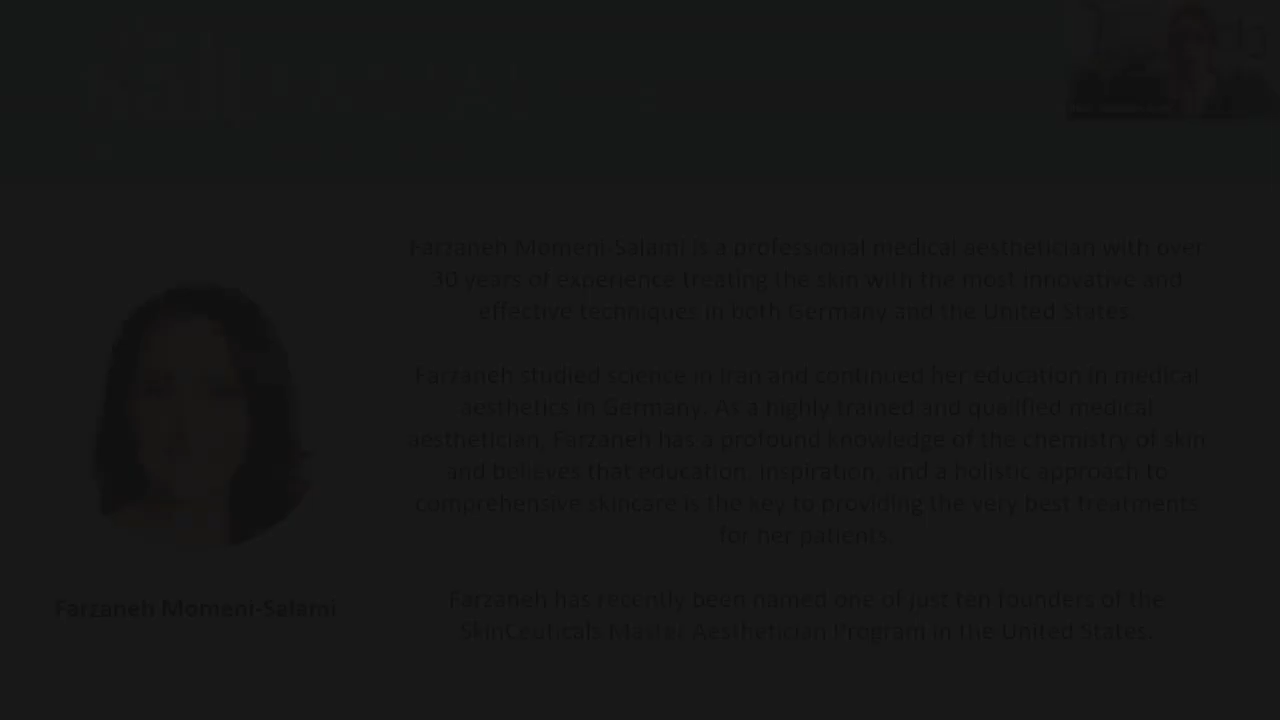 Farzaneh Momeni-Salami is a professional medical aesthetician with over
30 years of experience treating the skin with the most innovative and
effective techniques in both Germany and the United States.
Farzaneh studied science in Iran and continued her education in medical
aesthetics in Germany. As a highly trained and qualified medical
aesthetician, Farzaneh has a profound knowledge of the chemistry of skin
and believes that education, inspiration, and a holistic approach to
comprehensive skincare is the key to providing the very best treatments
for her patients.
Farzaneh Momeni-Salami
Farzaneh has recently been named one of just ten founders of the
SkinCeuticals Master Aesthetician Program in the United States.